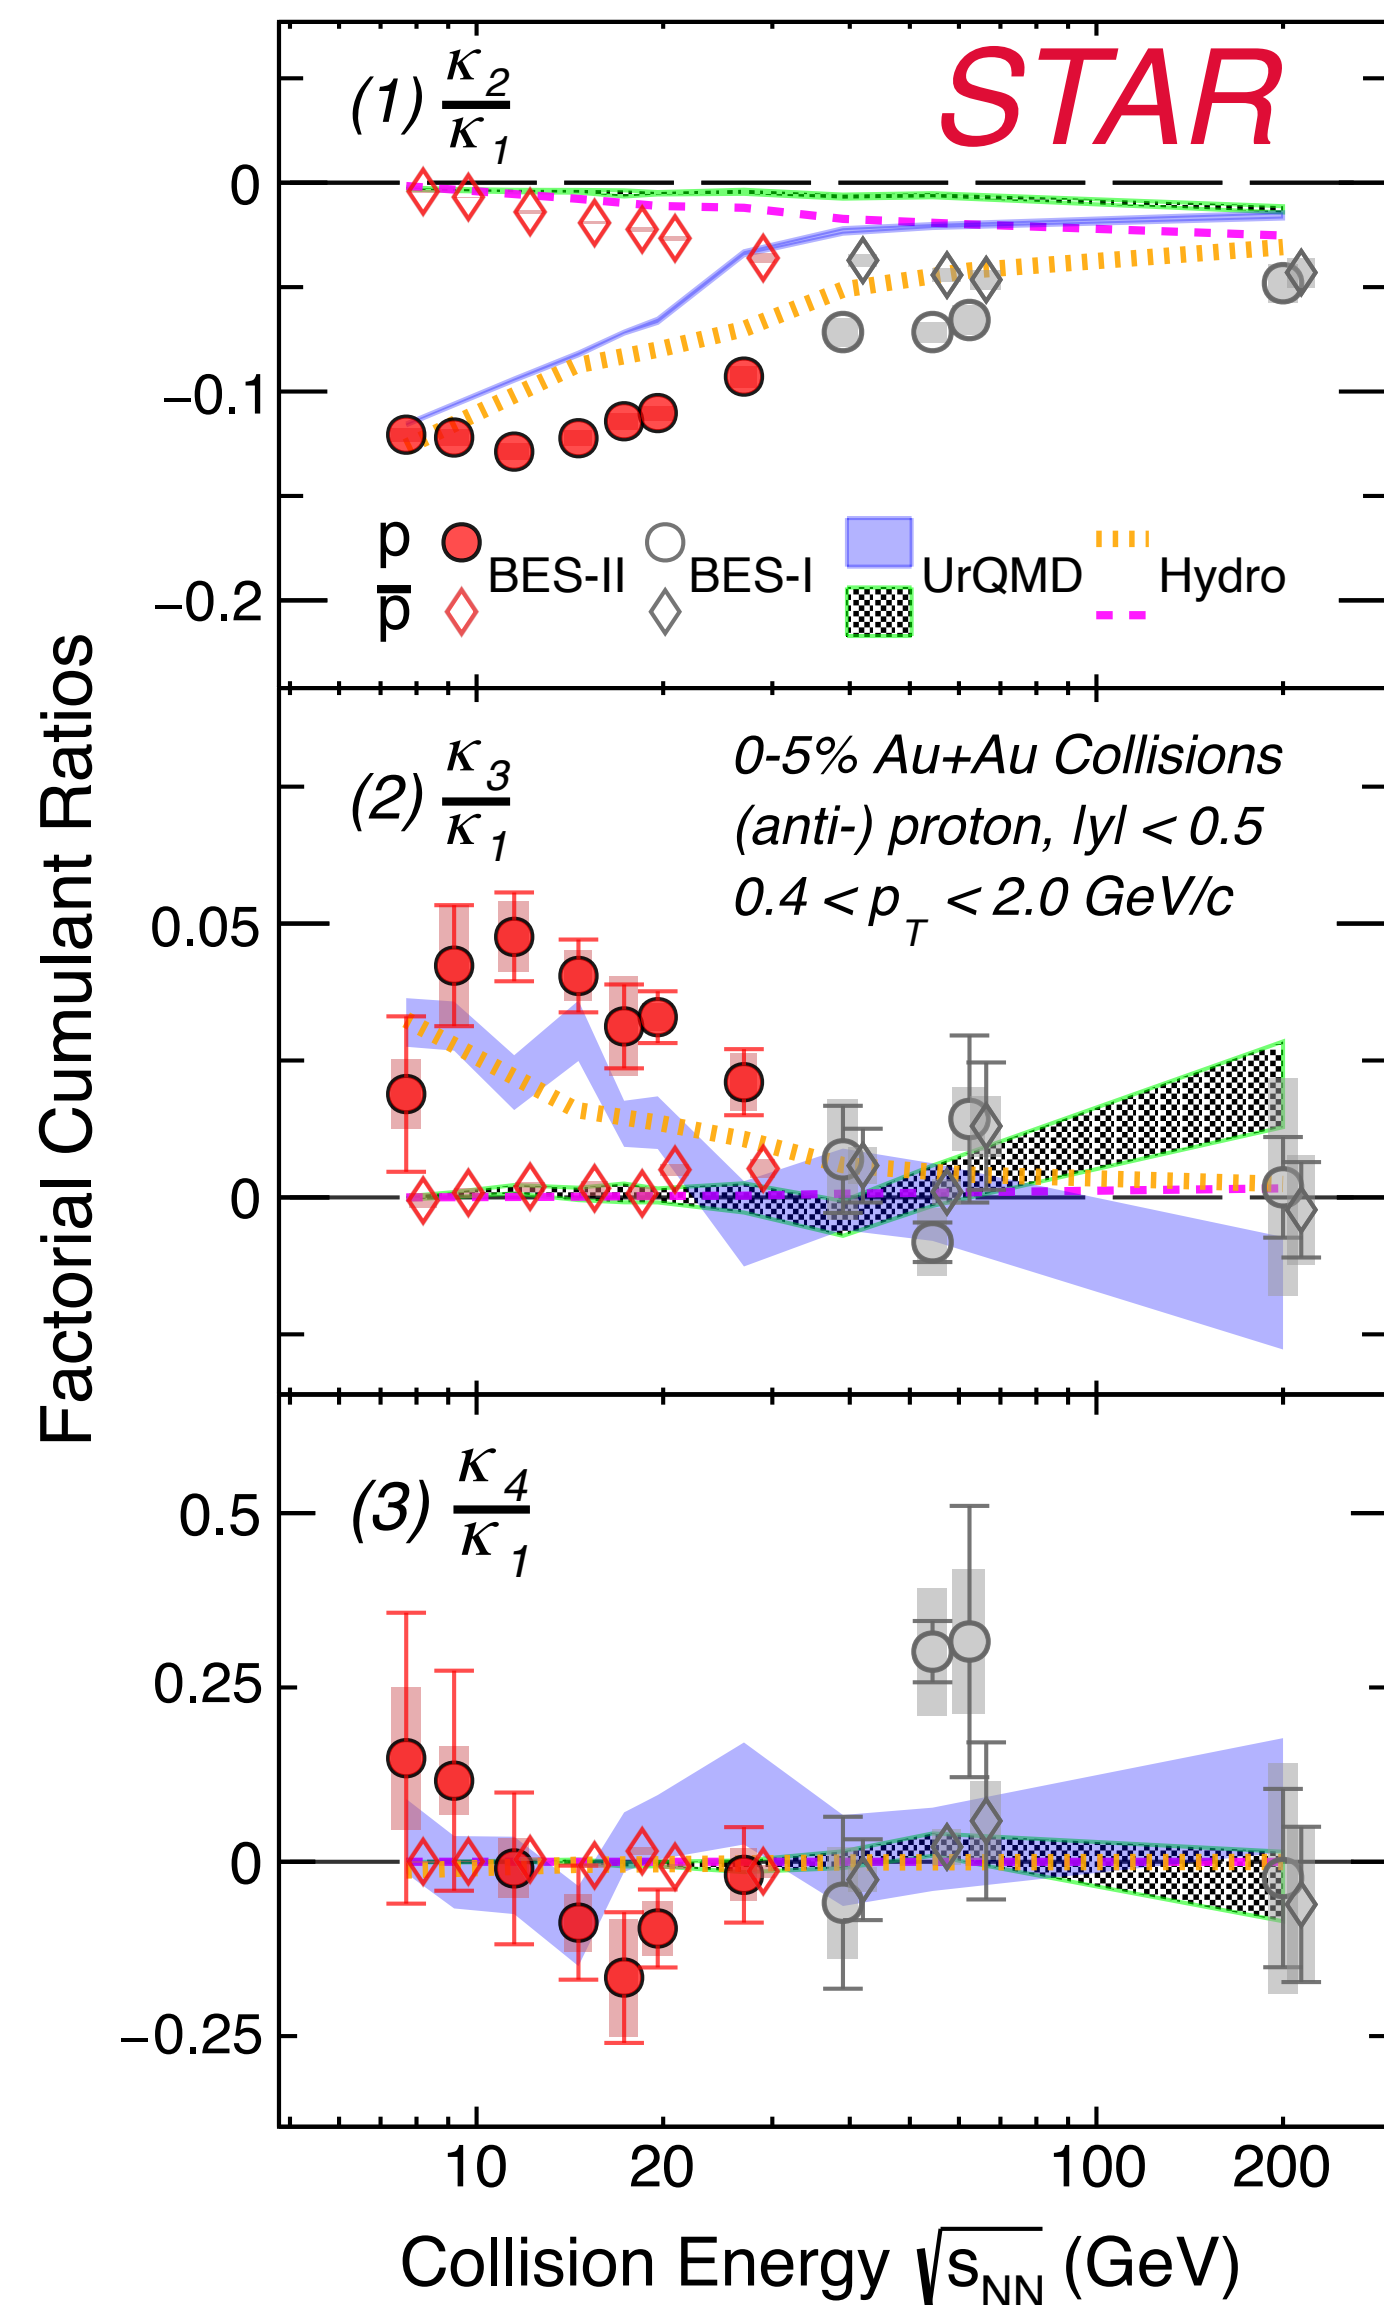 STAR
(1) κ2/κ1
0
−0.1
−0.2
p BES-II BES-I UrQMD Hydro
p̅
Factorial Cumulant Ratios
(2) κ3/κ1
0-5% Au+Au Collisions
(anti-) proton, lyl < 0.5
0.4 < pT < 2.0 GeV/c
0.05
0
(3) κ4/κ1
0.5
0.25
0
−0.25
10 20 100 200
Collision Energy √sNN (GeV)